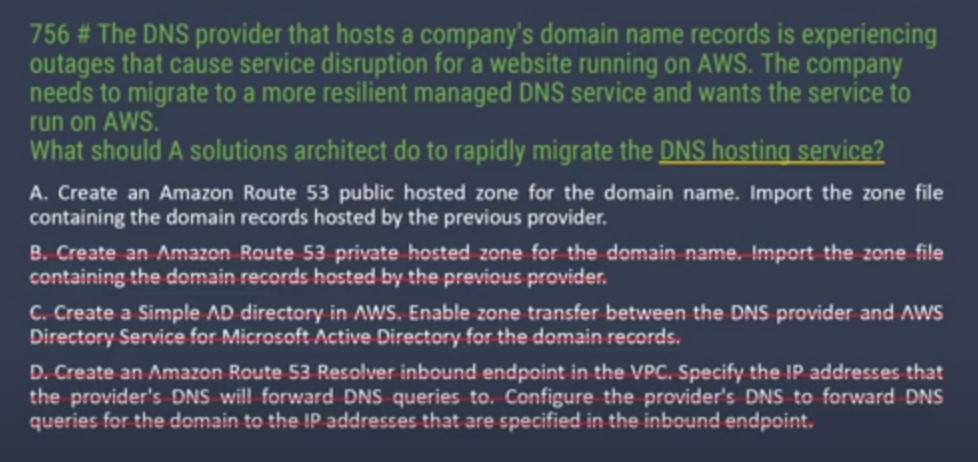 756 # The DNS provider that hosts a company's domain name records is experiencing
outages that cause service disruption for a website running on AWS. The company
needs to migrate to a more resilient managed DNS service and wants the service to
run on AWS.
What should A solutions architect do to rapidly migrate the DNS hosting service?
A. Create an Amazon Route 53 public hosted zone for the domain name. Import the zone file
containing the domain records hosted by the previous provider.
B. Create an Amazon Route 53 private hosted zone for the domain name. Import the zone file
containing the domain records hosted by the previous provider.
C. Create a Simple AD directory in AWS. Enable zone transfer between the DNS provider and AWS
Directory Service for Microsoft Active Directory for the domain records.
D. Create an Amazon Route 53 Resolver inbound endpoint in the VPC. Specify the IP addresses that
the provider's DNS will forward DNS queries to. Configure the provider's DNS to forward DNS
queries for the domain to the IP addresses that are specified in the inbound endpoint.